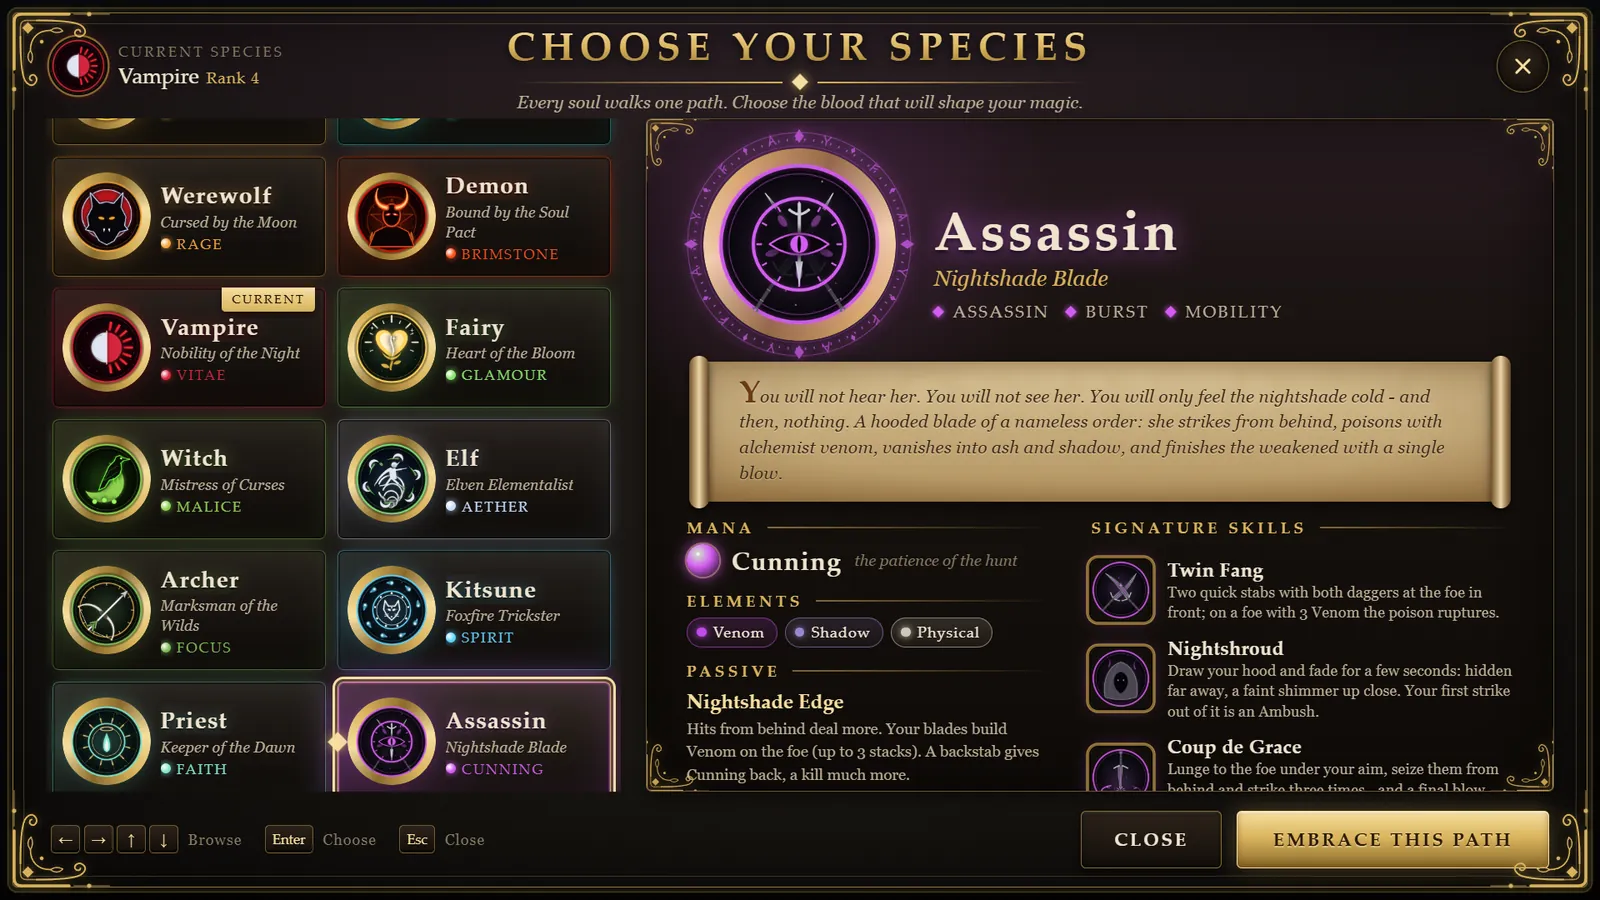 CURRENT SPECIES
Vampire Rank 4
CHOOSE YOUR SPECIES
Every soul walks one path. Choose the blood that will shape your magic.
Werewolf
Cursed by the Moon
RAGE
Demon
Bound by the Soul
Pact
BRIMSTONE
CURRENT
Vampire
Nobility of the Night
VITAE
Fairy
Heart of the Bloom
GLAMOUR
Witch
Mistress of Curses
MALICE
Elf
Elven Elementalist
AETHER
Archer
Marksman of the
Wilds
FOCUS
Kitsune
Foxfire Trickster
SPIRIT
Priest
Keeper of the Dawn
FAITH
Assassin
Nightshade Blade
CUNNING
Assassin
Nightshade Blade
ASSASSIN BURST MOBILITY
You will not hear her. You will not see her. You will only feel the nightshade cold - and
then, nothing. A hooded blade of a nameless order: she strikes from behind, poisons with
alchemist venom, vanishes into ash and shadow, and finishes the weakened with a single
blow.
MANA
Cunning the patience of the hunt
ELEMENTS
Venom Shadow Physical
PASSIVE
Nightshade Edge
Hits from behind deal more. Your blades build
Venom on the foe (up to 3 stacks). A backstab gives
Cunning back, a kill much more.
SIGNATURE SKILLS
Twin Fang
Two quick stabs with both daggers at the foe in
front; on a foe with 3 Venom the poison ruptures.
Nightshroud
Draw your hood and fade for a few seconds: hidden
far away, a faint shimmer up close. Your first strike
out of it is an Ambush.
Coup de Grace
Lunge to the foe under your aim, seize them from
behind and strike three times - and a final blow
← → ↑ ↓ Browse Enter Choose Esc Close
CLOSE
EMBRACE THIS PATH